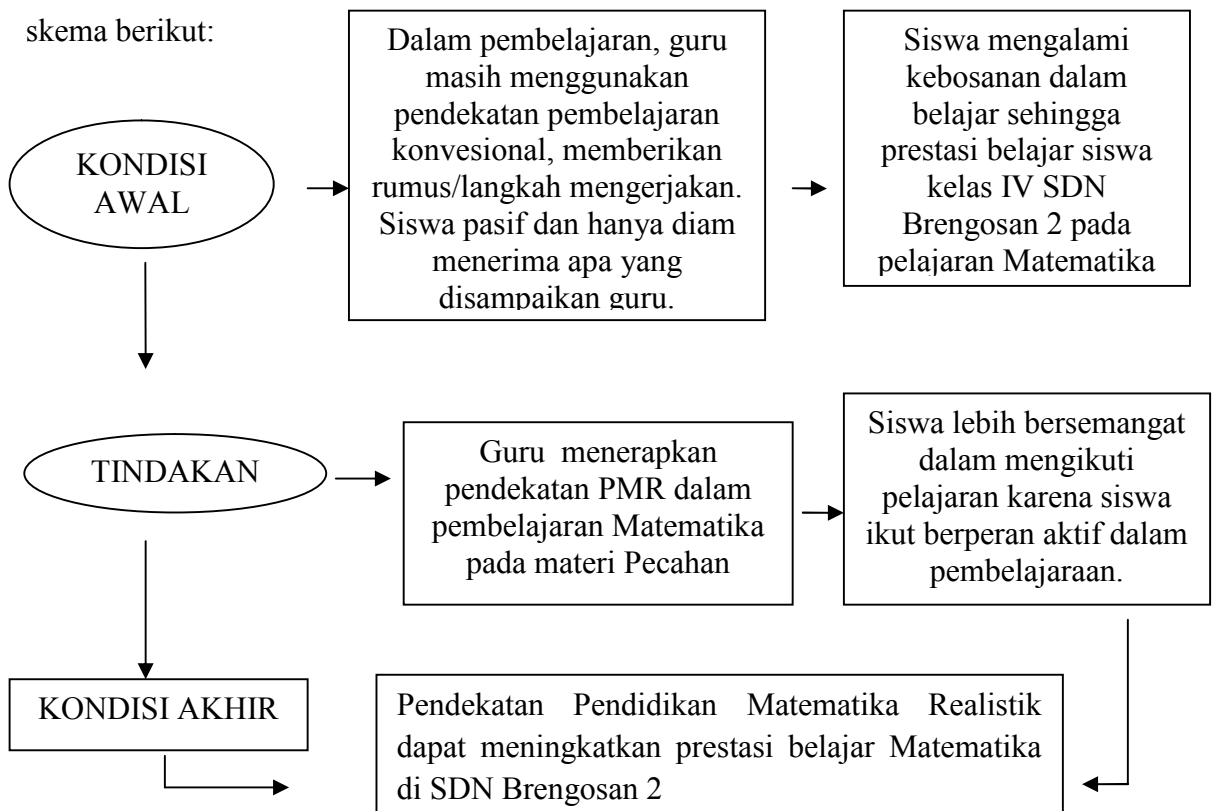 skema berikut:
KONDISI
AWAL
Dalam pembelajaran, guru
masih menggunakan
pendekatan pembelajaran
konvesional, memberikan
rumus/langkah mengerjakan.
Siswa pasif dan hanya diam
menerima apa yang
disampaikan guru.
Siswa mengalami
kebosanan dalam
belajar sehingga
prestasi belajar siswa
kelas IV SDN
Brengosan 2 pada
pelajaran Matematika
TINDAKAN
Guru menerapkan
pendekatan PMR dalam
pembelajaran Matematika
pada materi Pecahan
Siswa lebih bersemangat
dalam mengikuti
pelajaran karena siswa
ikut berperan aktif dalam
pembelajaraan.
KONDISI AKHIR
Pendekatan Pendidikan Matematika Realistik
dapat meningkatkan prestasi belajar Matematika
di SDN Brengosan 2